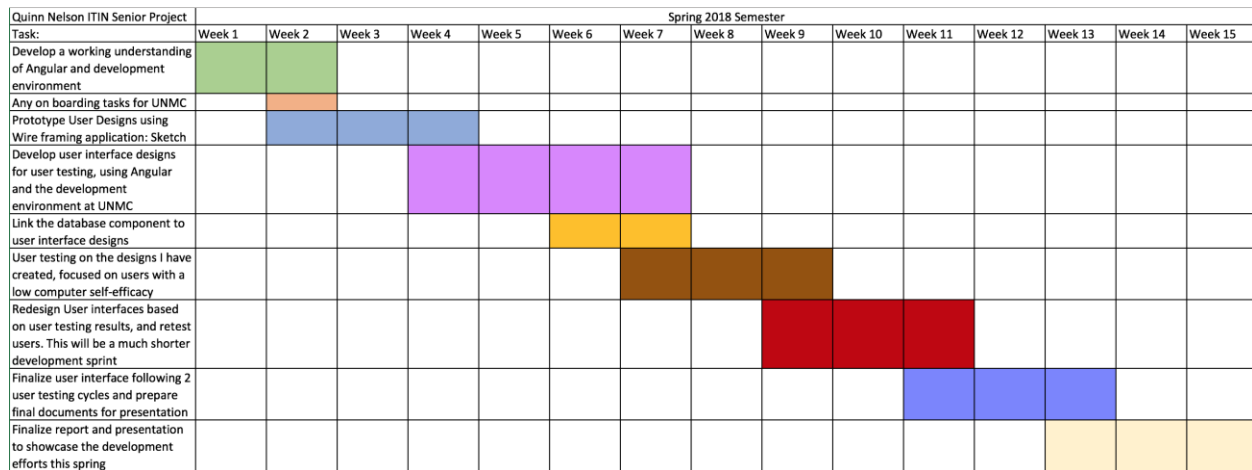 Quinn Nelson ITIN Senior Project
Spring 2018 Semester
Task:
Week 1
Week 2
Week 3
Week 4
Week 5
Week 6
Week 7
Week 8
Week 9
Week 10
Week 11
Week 12
Week 13
Week 14
Week 15
Develop a working understanding
of Angular and development
environment
Any on boarding tasks for UNMC
Prototype User Designs using
Wire framing application: Sketch
Develop user interface designs
for user testing, using Angular
and the development
environment at UNMC
Link the database component to
user interface designs
User testing on the designs I have
created, focused on users with a
low computer self-efficacy
Redesign User interfaces based
on user testing results, and retest
users. This will be a much shorter
development sprint
Finalize user interface following 2
user testing cycles and prepare
final documents for presentation
Finalize report and presentation
to showcase the development
efforts this spring